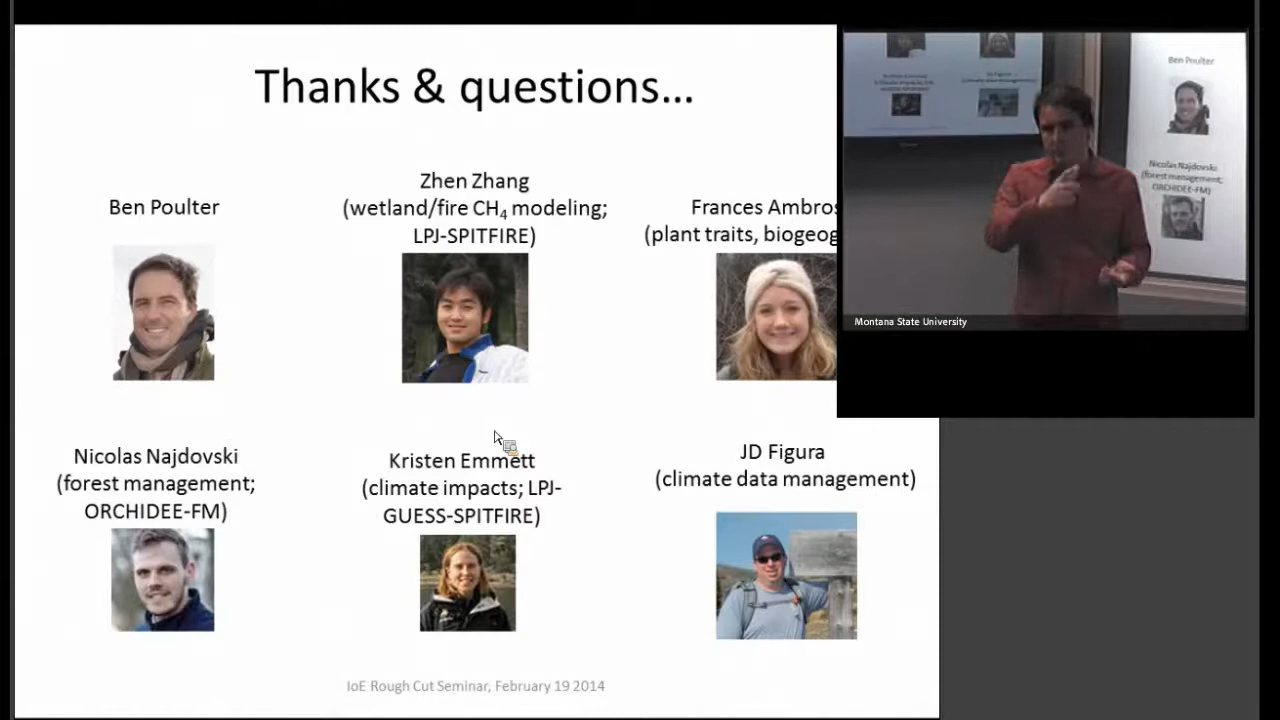 Thanks & questions...
Ben Poulter
Zhen Zhang
(wetland/fire CH₄ modeling;
LPJ-SPITFIRE)
Frances Ambros
(plant traits, biogeog
Nicolas Najdovski
(forest management;
ORCHIDEE-FM)
Kristen Emmett
(climate impacts; LPJ-
GUESS-SPITFIRE)
JD Figura
(climate data management)
IoE Rough Cut Seminar, February 19 2014
Ben Poulter
Nicolas Najdovski
(forest management;
ORCHIDEE-FM)
Montana State University